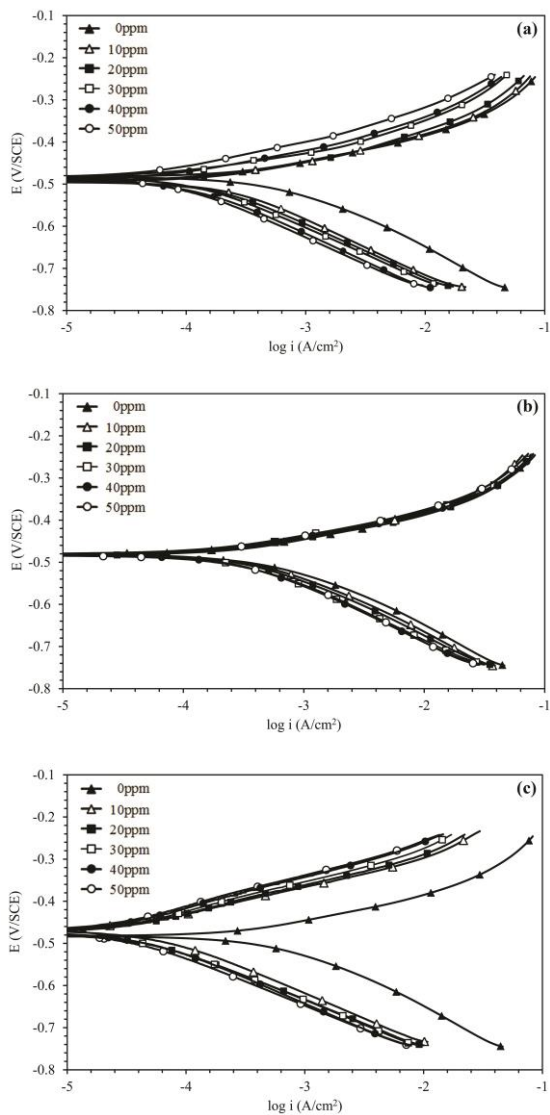 (a)
0ppm
10ppm
20ppm
30ppm
40ppm
50ppm
-0.1
-0.2
-0.3
-0.4
-0.5
-0.6
-0.7
-0.8
E (V/SCE)
-5 -4 -3 -2 -1
log i (A/cm²)
(b)
0ppm
10ppm
20ppm
30ppm
40ppm
50ppm
-0.1
-0.2
-0.3
-0.4
-0.5
-0.6
-0.7
-0.8
E (V/SCE)
-5 -4 -3 -2 -1
log i (A/cm²)
(c)
0ppm
10ppm
20ppm
30ppm
40ppm
50ppm
-0.1
-0.2
-0.3
-0.4
-0.5
-0.6
-0.7
-0.8
E (V/SCE)
-5 -4 -3 -2 -1
log i (A/cm²)